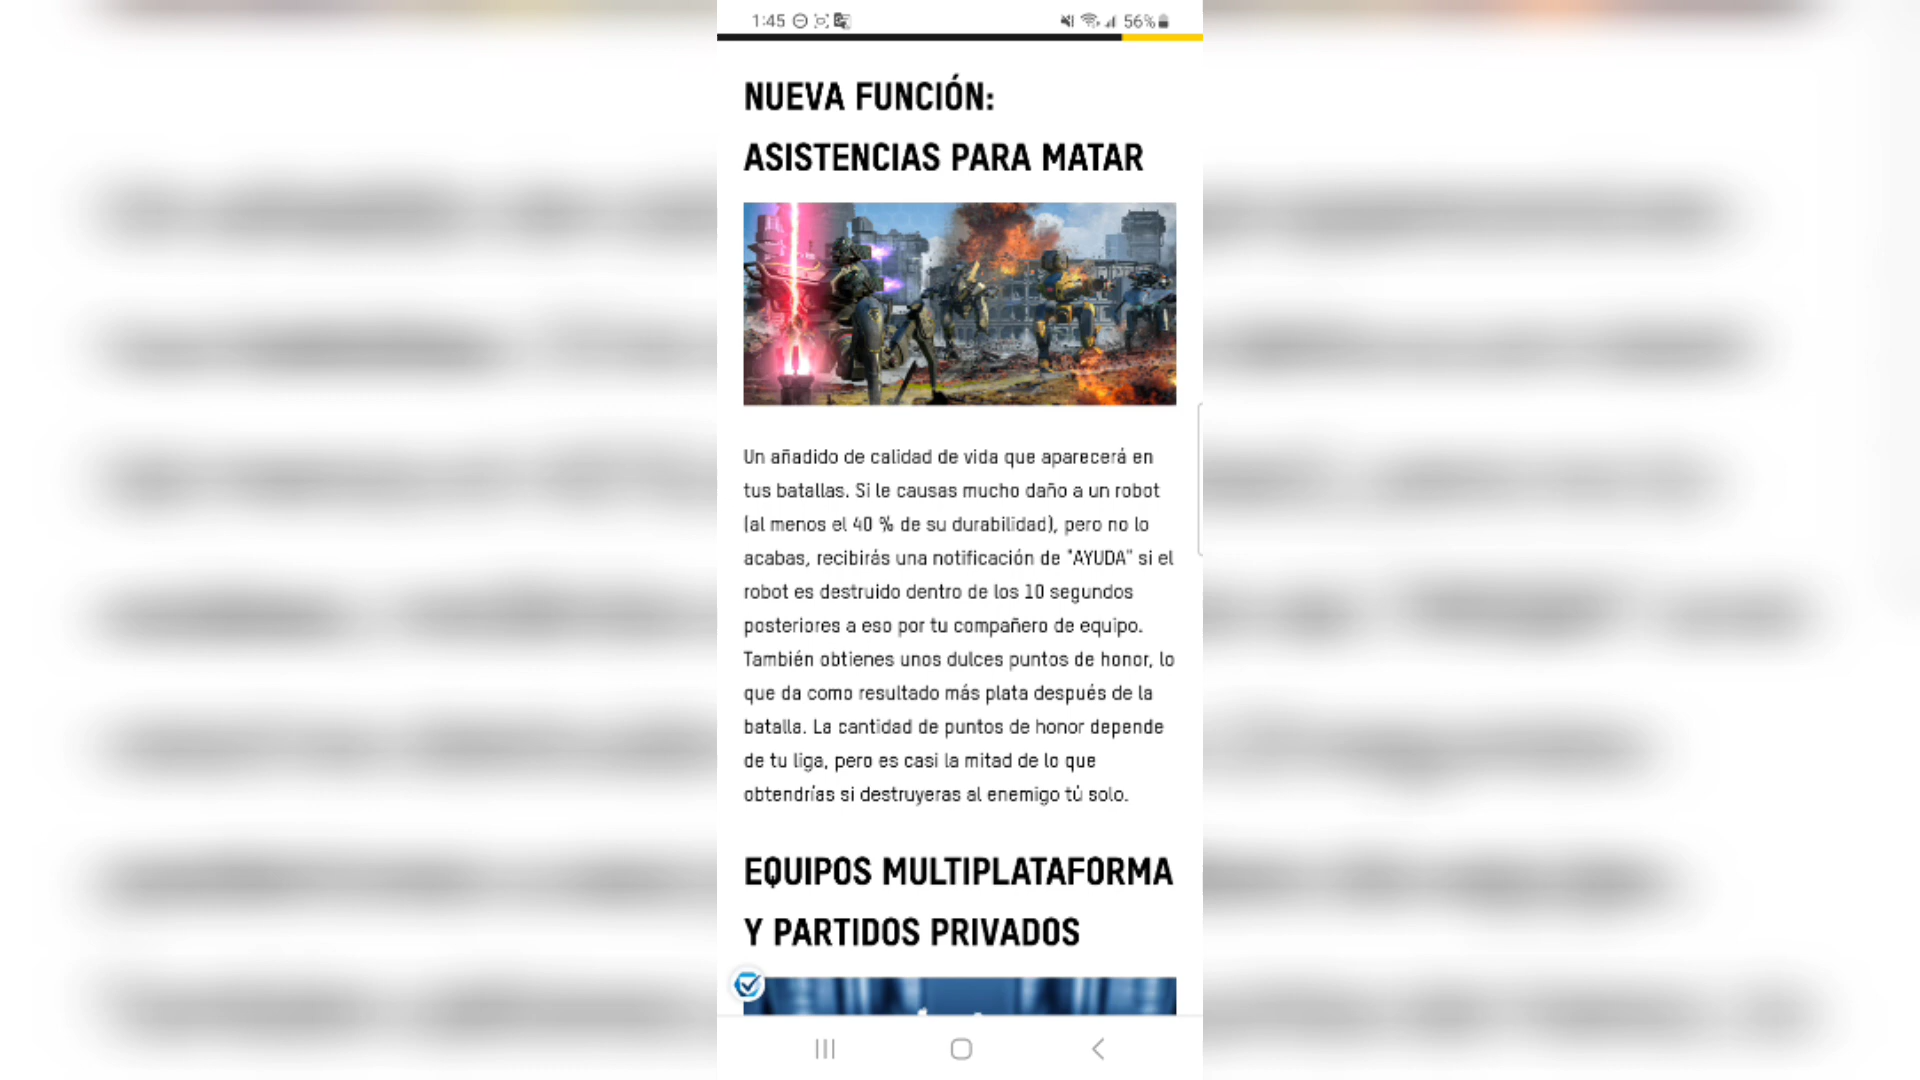 1:45
56%
NUEVA FUNCIÓN:
ASISTENCIAS PARA MATAR
Un añadido de calidad de vida que aparecerá en
tus batallas. Si le causas mucho daño a un robot
(al menos el 40 % de su durabilidad), pero no lo
acabas, recibirás una notificación de "AYUDA" si el
robot es destruido dentro de los 10 segundos
posteriores a eso por tu compañero de equipo.
También obtienes unos dulces puntos de honor, lo
que da como resultado más plata después de la
batalla. La cantidad de puntos de honor depende
de tu liga, pero es casi la mitad de lo que
obtendrías si destruyeras al enemigo tú solo.
EQUIPOS MULTIPLATAFORMA
Y PARTIDOS PRIVADOS